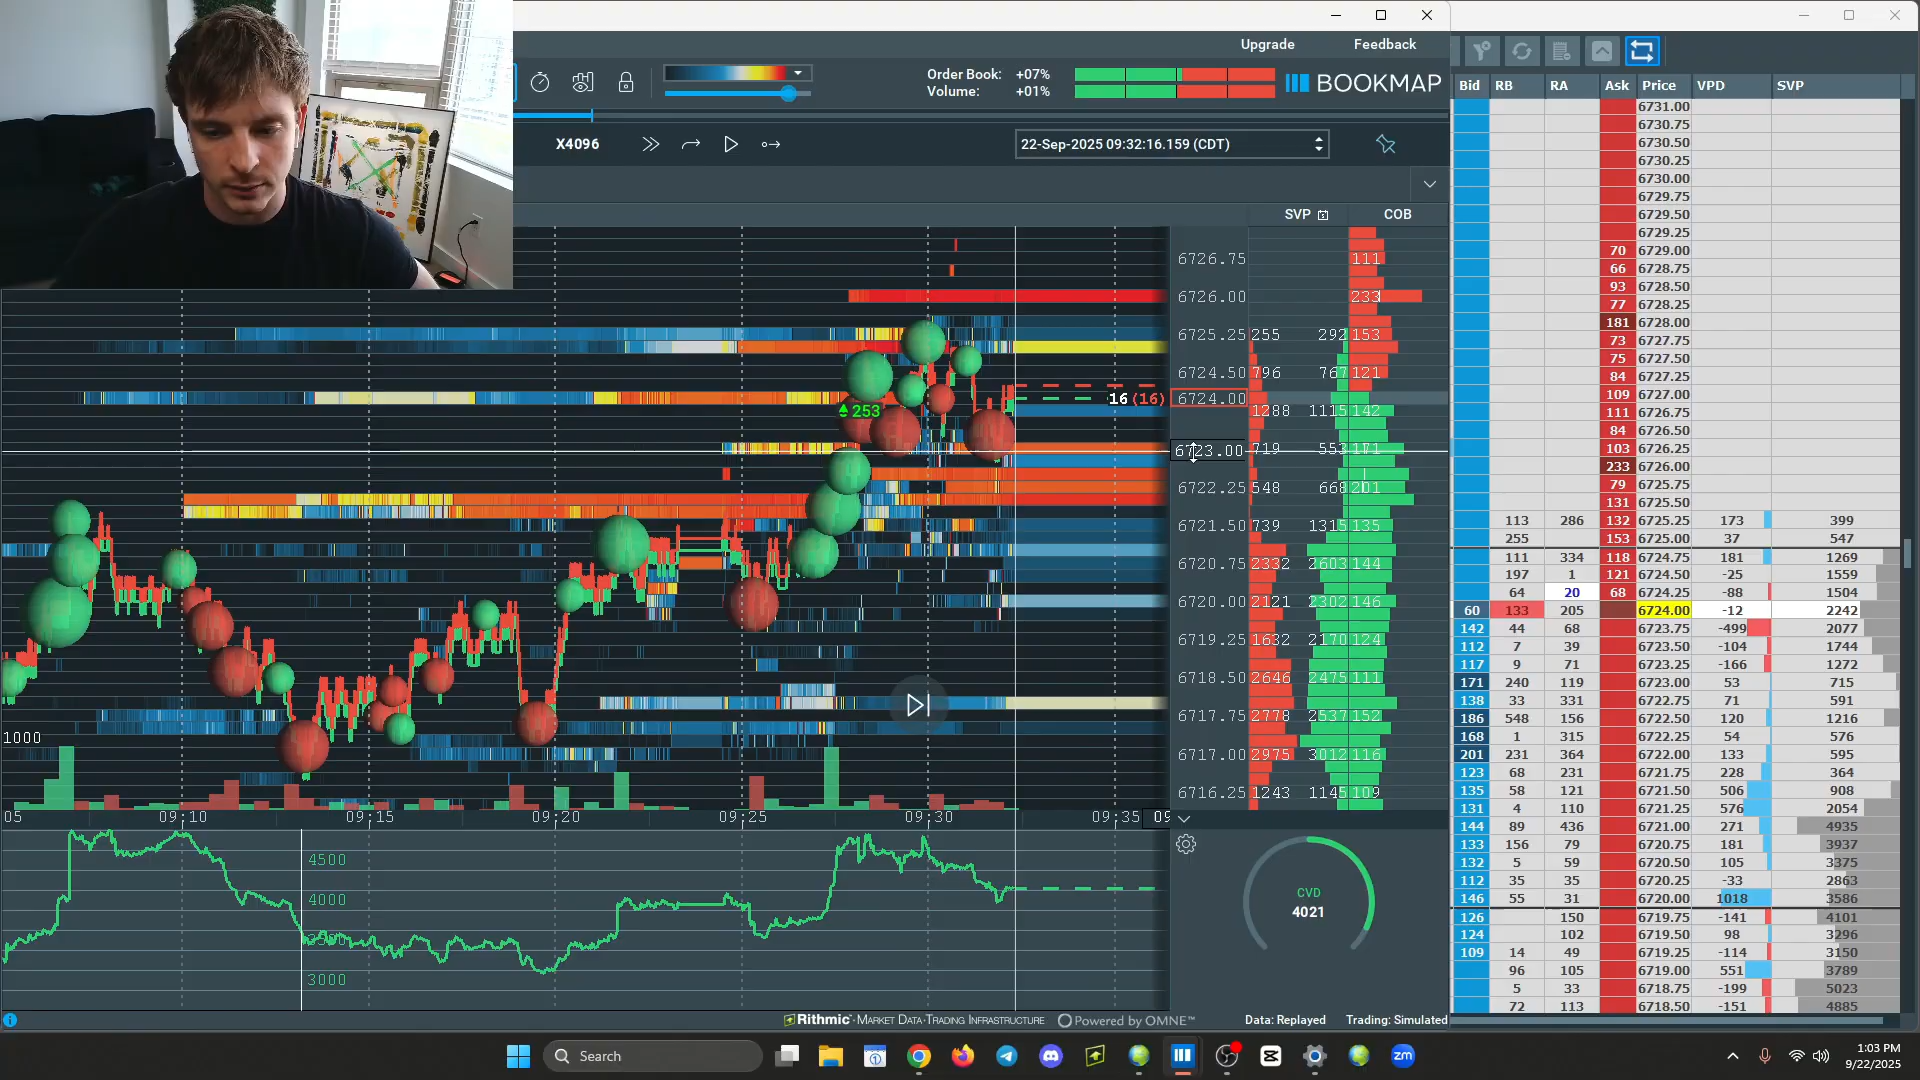 Upgrade Feedback
Order Book: +07%
Volume: +01%
BOOKMAP
X4096
22-Sep-2025 09:32:16.159 (CDT)
SVP COB
6726.75 111
6726.00 233
6725.25 255 292 153
6724.50 796 767 121
16 (16) 6724.00
253 1288 1115 142
6723.00 719 553 171
6722.25 548 668 201
6721.50 739 1315 135
6720.75 2332 2603 144
6720.00 2121 2302 146
6719.25 1632 2170 124
6718.50 2646 2475 111
6717.75 2778 2537 152
1000 6717.00 2975 3012 116
6716.25 1243 1145 109
05 09:10 09:15 09:20 09:25 09:30 09:35 09
4500
4000
3500
3000
CVD
4021
Rithmic MARKET DATA·TRADING INFRASTRUCTURE Powered by OMNE™ Data: Replayed Trading: Simulated
Bid RB RA Ask Price VPD SVP
6731.00
6730.75
6730.50
6730.25
6730.00
6729.75
6729.50
6729.25
70 6729.00
66 6728.75
93 6728.50
77 6728.25
181 6728.00
73 6727.75
75 6727.50
84 6727.25
109 6727.00
111 6726.75
84 6726.50
103 6726.25
233 6726.00
79 6725.75
131 6725.50
113 286 132 6725.25 173 399
255 153 6725.00 37 547
111 334 118 6724.75 181 1269
197 1 121 6724.50 -25 1559
64 20 68 6724.25 -88 1504
60 133 205 6724.00 -12 2242
142 44 68 6723.75 -499 2077
112 7 39 6723.50 -104 1744
117 9 71 6723.25 -166 1272
171 240 119 6723.00 53 715
138 33 331 6722.75 71 591
186 548 156 6722.50 120 1216
168 1 315 6722.25 54 576
201 231 364 6722.00 133 595
123 68 231 6721.75 228 364
135 58 121 6721.50 506 908
131 4 110 6721.25 576 2054
144 89 436 6721.00 271 4935
133 156 79 6720.75 181 3937
132 5 59 6720.50 105 3375
112 35 35 6720.25 -33 2863
146 55 31 6720.00 1018 3586
126 150 6719.75 -141 4101
124 102 6719.50 98 3296
109 14 49 6719.25 -114 3150
96 105 6719.00 551 3789
5 33 6718.75 -199 5023
72 113 6718.50 -151 4885
Search
zm
1:03 PM
9/22/2025